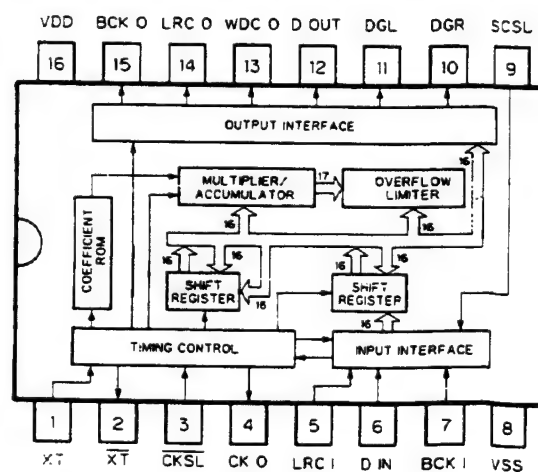 VDD BCK O LRC O WDC O D OUT DGL DGR SCSL
16 15 14 13 12 11 10 9
OUTPUT INTERFACE
16
MULTIPLIER/
ACCUMULATOR
17
OVERFLOW
LIMITER
COEFFICIENT
ROM
16 16
16 16 16 16
SHIFT
REGISTER
16
SHIFT
REGISTER
16
TIMING CONTROL
INPUT INTERFACE
1 2 3 4 5 6 7 8
XT X̅T̅ C̅K̅S̅L̅ CK O LRC I D IN BCK I VSS